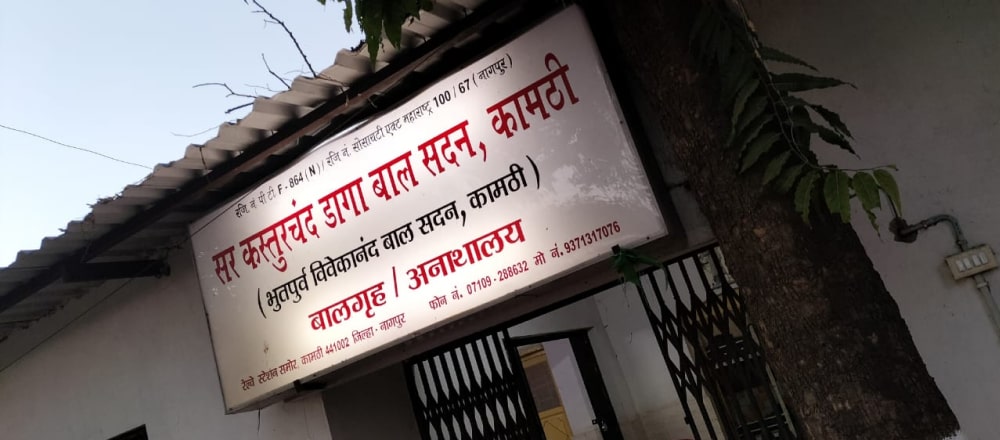 रजि. नं. पी टी. F - 864 (N) / रजि नं. सोसायटी एक्ट महाराष्ट्र 100 / 67 ( नागपुर )
सर कस्तुरचंद डागा बाल सदन, कामठी
( भुतपुर्व विवेकानंद बाल सदन, कामठी )
बालगृह / अनाथालय
फोन नं. 07109 - 288632 मो नं. 9371317076
रेल्वे स्टेशन समोर, कामठी 441002 जिल्हा - नागपुर